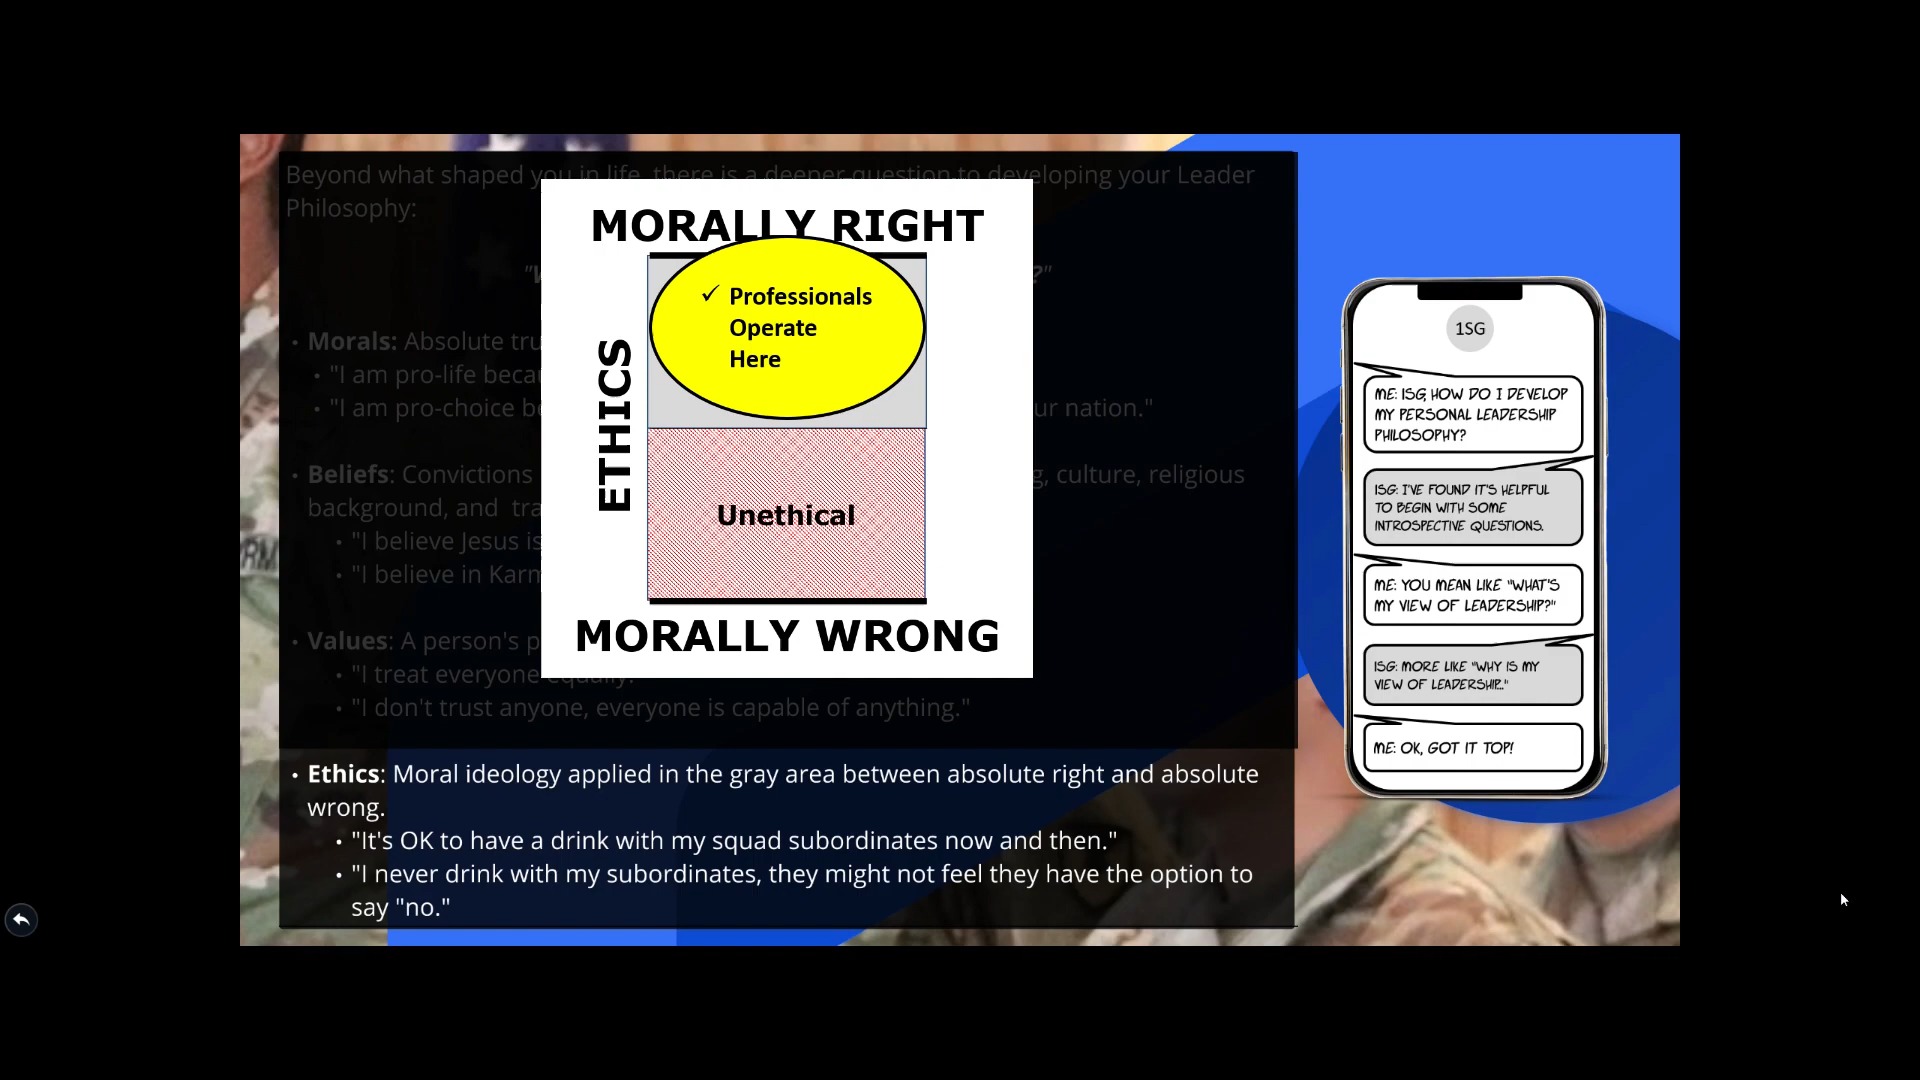 Beyond what shaped you in life, there is a deeper question to developing your Leader
Philosophy:
?"
• Morals: Absolute tru
• "I am pro-life becau
• "I am pro-choice be
ur nation."
• Beliefs: Convictions
g, culture, religious
background, and tra
• "I believe Jesus is
• "I believe in Karm
• Values: A person's p
• "I treat everyone equally."
• "I don't trust anyone, everyone is capable of anything."
MORALLY RIGHT
✓ Professionals
Operate
Here
ETHICS
Unethical
MORALLY WRONG
• Ethics: Moral ideology applied in the gray area between absolute right and absolute
wrong.
• "It's OK to have a drink with my squad subordinates now and then."
• "I never drink with my subordinates, they might not feel they have the option to
say "no."
1SG
ME: 1SG, HOW DO I DEVELOP
MY PERSONAL LEADERSHIP
PHILOSOPHY?
1SG: I'VE FOUND IT'S HELPFUL
TO BEGIN WITH SOME
INTROSPECTIVE QUESTIONS.
ME: YOU MEAN LIKE "WHAT'S
MY VIEW OF LEADERSHIP?"
1SG: MORE LIKE "WHY IS MY
VIEW OF LEADERSHIP..."
ME: OK, GOT IT TOP!